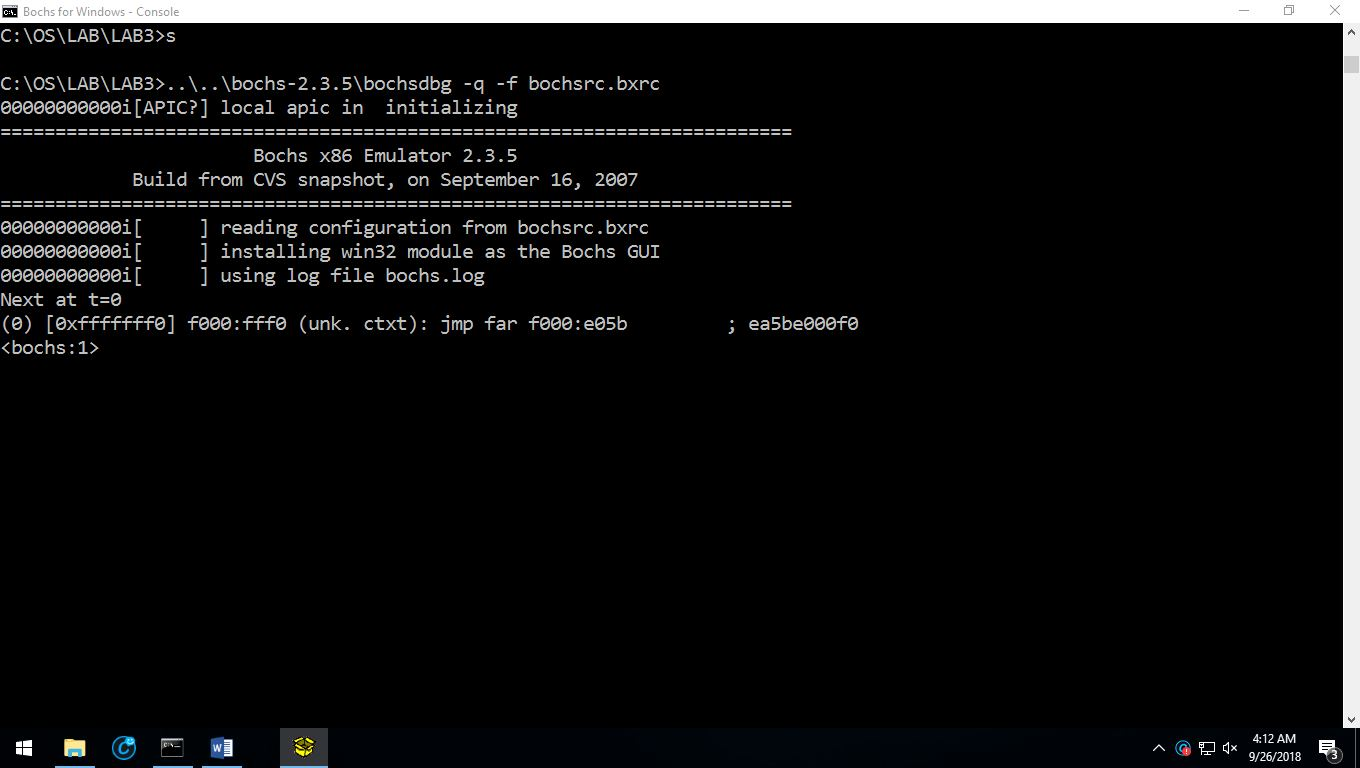 Bochs for Windows - Console
C:\OS\LAB\LAB3>s
C:\OS\LAB\LAB3>..\..\bochs-2.3.5\bochsdbg -q -f bochsrc.bxrc
00000000000i[APIC?] local apic in  initializing
========================================================================
Bochs x86 Emulator 2.3.5
Build from CVS snapshot, on September 16, 2007
========================================================================
00000000000i[     ] reading configuration from bochsrc.bxrc
00000000000i[     ] installing win32 module as the Bochs GUI
00000000000i[     ] using log file bochs.log
Next at t=0
(0) [0xfffffff0] f000:fff0 (unk. ctxt): jmp far f000:e05b         ; ea5be000f0
<bochs:1>
4:12 AM
9/26/2018
3